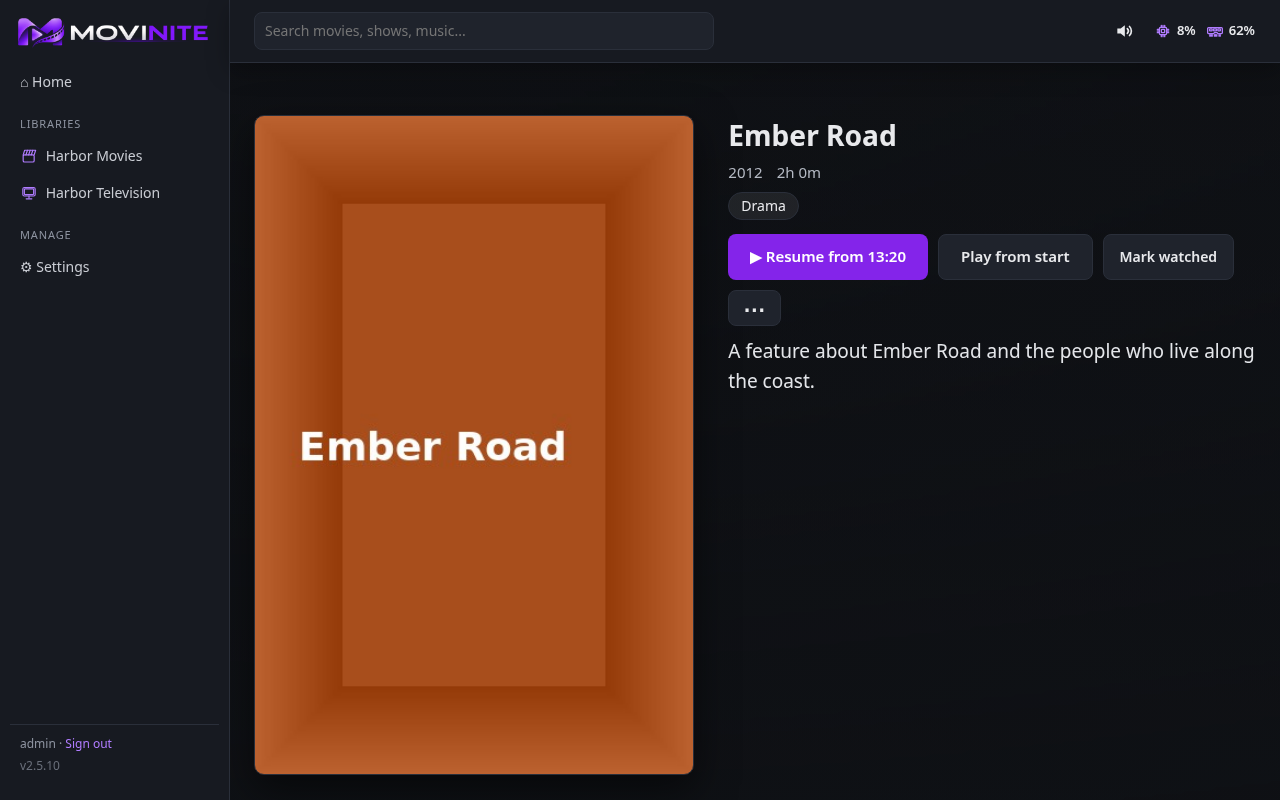 MOVINITE
Search movies, shows, music...
8% 62%
⌂ Home
LIBRARIES
Harbor Movies
Harbor Television
MANAGE
⚙ Settings
admin · Sign out
v2.5.10
Ember Road
Ember Road
2012 2h 0m
Drama
▶ Resume from 13:20
Play from start
Mark watched
...
A feature about Ember Road and the people who live along
the coast.